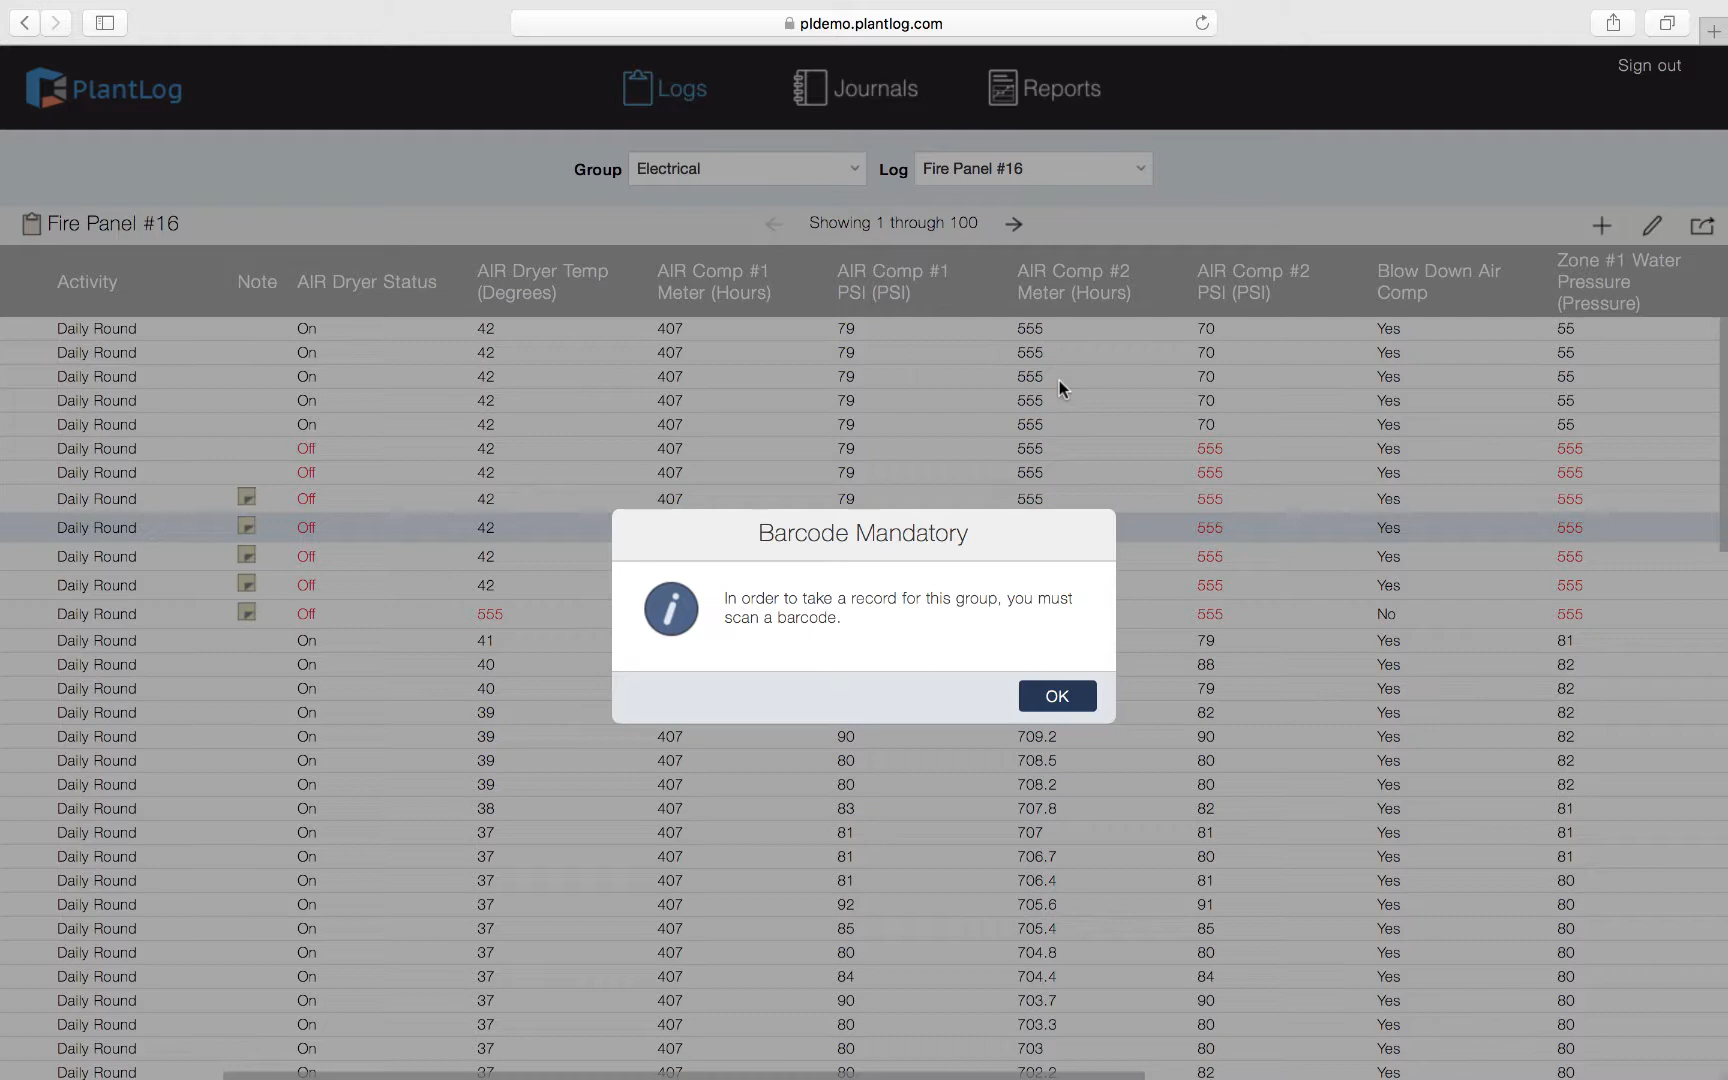 pldemo.plantlog.com
Sign out
PlantLog
Logs Journals Reports
Group Electrical Log Fire Panel #16
Fire Panel #16 Showing 1 through 100
Activity Note AIR Dryer Status AIR Dryer Temp (Degrees) AIR Comp #1 Meter (Hours) AIR Comp #1 PSI (PSI) AIR Comp #2 Meter (Hours) AIR Comp #2 PSI (PSI) Blow Down Air Comp Zone #1 Water Pressure (Pressure)
Daily Round On 42 407 79 555 70 Yes 55
Daily Round On 42 407 79 555 70 Yes 55
Daily Round On 42 407 79 555 70 Yes 55
Daily Round On 42 407 79 555 70 Yes 55
Daily Round On 42 407 79 555 70 Yes 55
Daily Round Off 42 407 79 555 555 Yes 555
Daily Round Off 42 407 79 555 555 Yes 555
Daily Round Off 42 407 79 555 555 Yes 555
Daily Round Off 42 555 Yes 555
Daily Round Off 42 555 Yes 555
Daily Round Off 42 555 Yes 555
Daily Round Off 555 555 No 555
Daily Round On 41 79 Yes 81
Daily Round On 40 88 Yes 82
Daily Round On 40 79 Yes 82
Daily Round On 39 82 Yes 82
Barcode Mandatory
In order to take a record for this group, you must
scan a barcode.
OK
Daily Round On 39 407 90 709.2 90 Yes 82
Daily Round On 39 407 80 708.5 80 Yes 82
Daily Round On 39 407 80 708.2 80 Yes 82
Daily Round On 38 407 83 707.8 82 Yes 81
Daily Round On 37 407 81 707 81 Yes 81
Daily Round On 37 407 81 706.7 80 Yes 81
Daily Round On 37 407 81 706.4 81 Yes 80
Daily Round On 37 407 92 705.6 91 Yes 80
Daily Round On 37 407 85 705.4 85 Yes 80
Daily Round On 37 407 80 704.8 80 Yes 80
Daily Round On 37 407 84 704.4 84 Yes 80
Daily Round On 37 407 90 703.7 90 Yes 80
Daily Round On 37 407 80 703.3 80 Yes 80
Daily Round On 37 407 80 703 80 Yes 80
Daily Round On 37 407 80 702.2 82 Yes 80